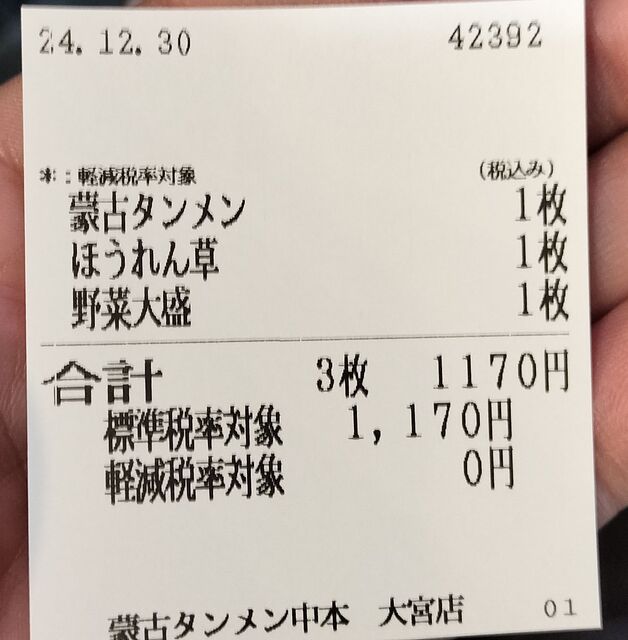 24.12.30 42392
*:軽減税率対象 (税込み)
蒙古タンメン 1枚
ほうれん草 1枚
野菜大盛 1枚
合計 3枚 1170円
標準税率対象 1,170円
軽減税率対象 0円
蒙古タンメン中本 大宮店 01